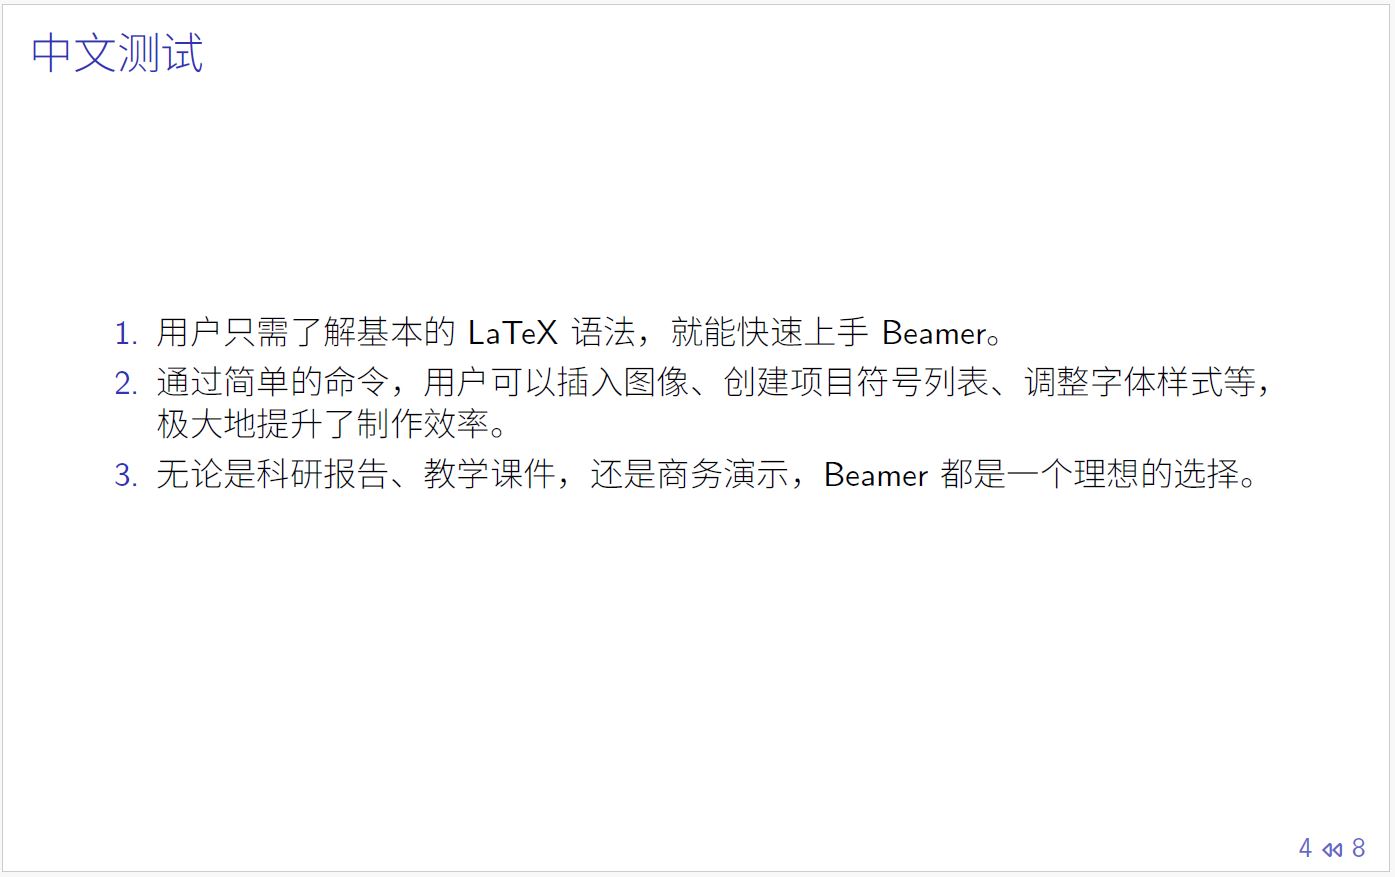 中文测试
1. 用户只需了解基本的 LaTeX 语法，就能快速上手 Beamer。
2. 通过简单的命令，用户可以插入图像、创建项目符号列表、调整字体样式等，
极大地提升了制作效率。
3. 无论是科研报告、教学课件，还是商务演示，Beamer 都是一个理想的选择。
4 8